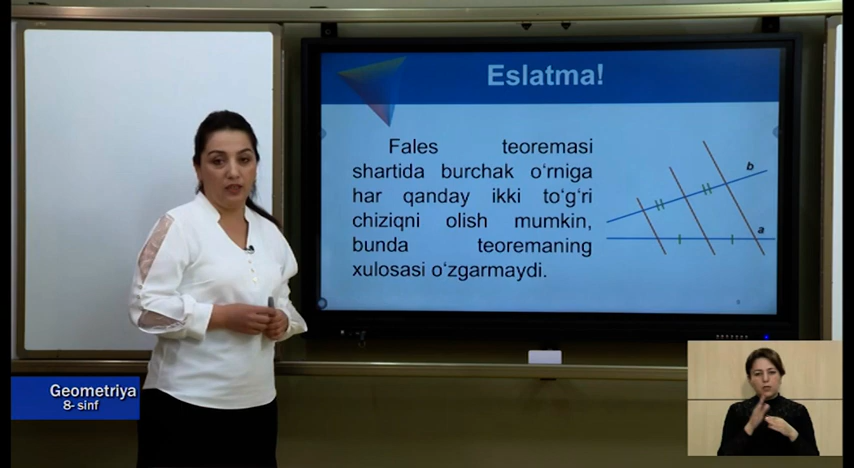 Eslatma!
Fales teoremasi
shartida burchak o‘rniga
har qanday ikki to‘g‘ri
chiziqni olish mumkin,
bunda teoremaning
xulosasi o‘zgarmaydi.
b
a
Geometriya
8- sinf